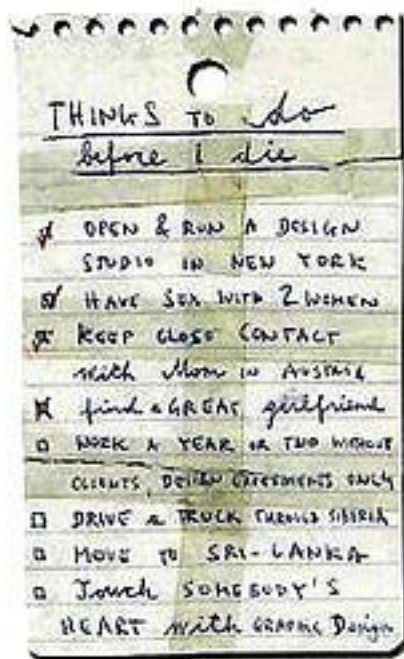 THINKS TO do
before I die
OPEN & RUN A DESIGN
STUDIO IN NEW YORK
HAVE SEX WITH 2 WOMEN
KEEP CLOSE CONTACT
with Mom in AUSTRIA
find a GREAT girlfriend
WORK A YEAR OR TWO WITHOUT
CLIENTS, DESIGN EXPERIMENTS ONLY
DRIVE a TRUCK THROUGH SIBERIA
MOVE TO SRI-LANKA
Touch SOMEBODY'S
HEART with GRAPHIC Design